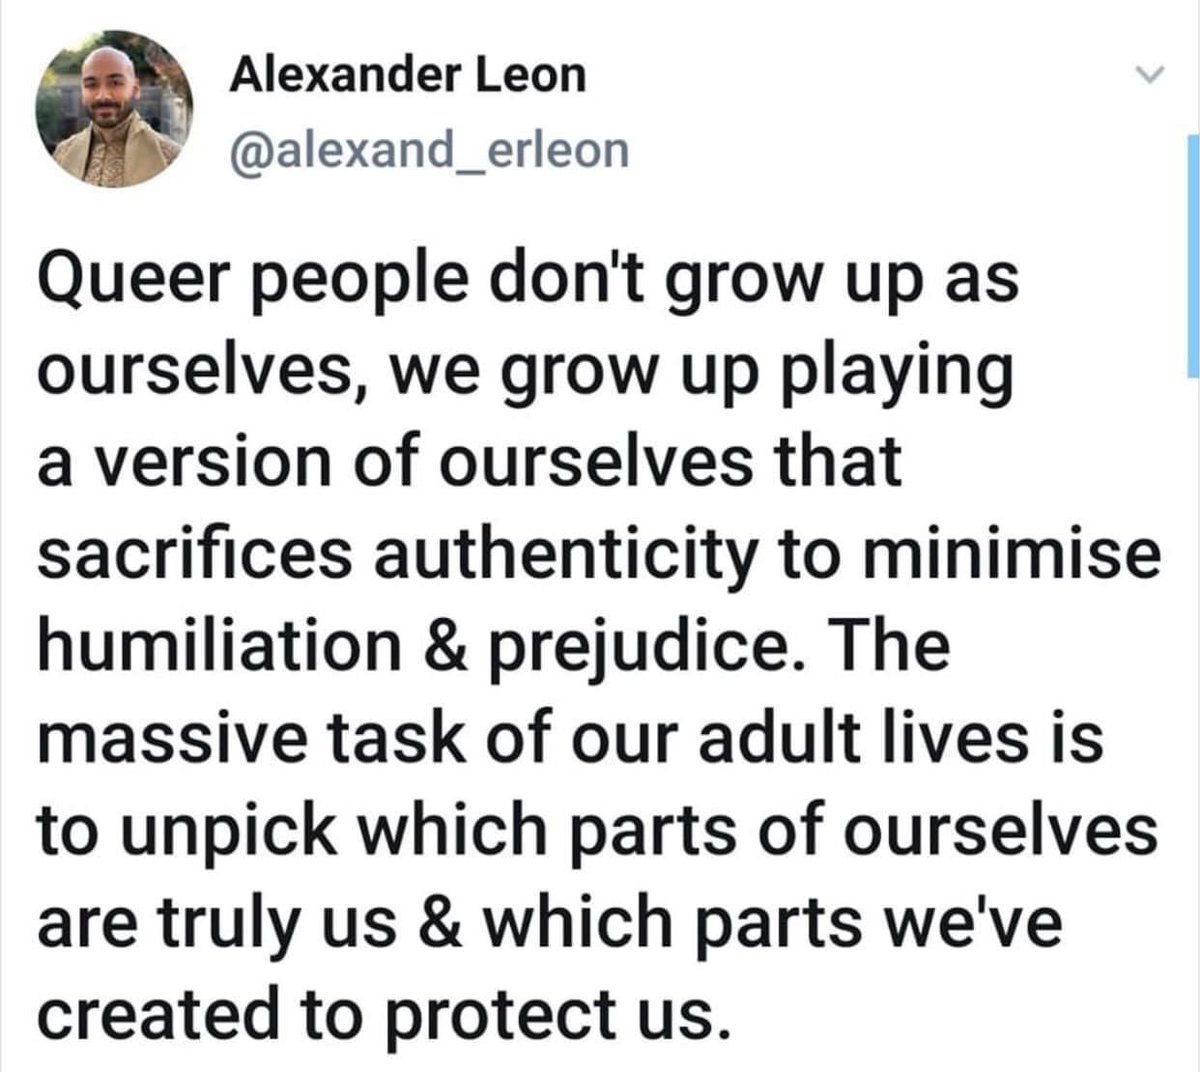 Alexander Leon
@alexand_erleon
Queer people don't grow up as
ourselves, we grow up playing
a version of ourselves that
sacrifices authenticity to minimise
humiliation & prejudice. The
massive task of our adult lives is
to unpick which parts of ourselves
are truly us & which parts we've
created to protect us.